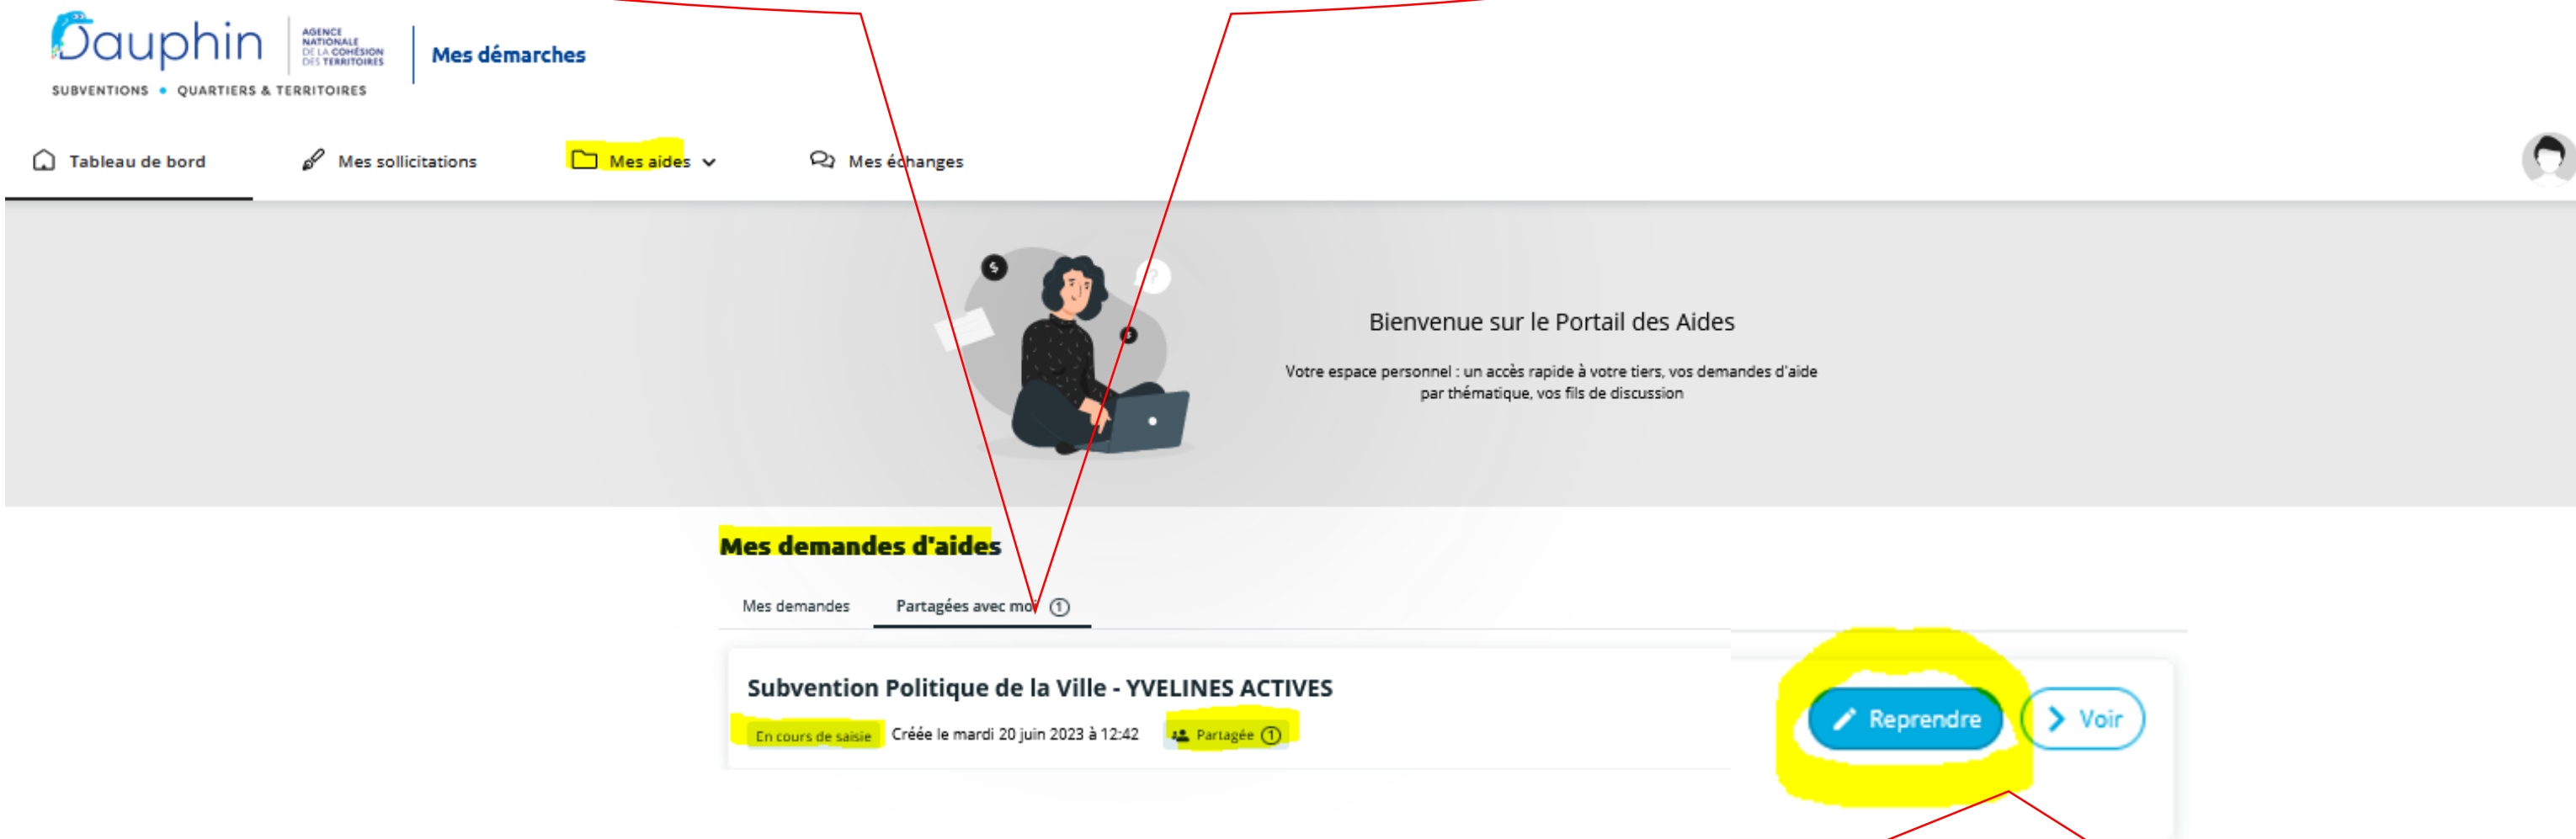 Dauphin
AGENCE
NATIONALE
DE LA COHÉSION
DES TERRITOIRES
Mes démarches
SUBVENTIONS • QUARTIERS & TERRITOIRES
Tableau de bord
Mes sollicitations
Mes aides
Mes échanges
$
?
$
Bienvenue sur le Portail des Aides
Votre espace personnel : un accès rapide à votre tiers, vos demandes d'aide
par thématique, vos fils de discussion
Mes demandes d'aides
Mes demandes
Partagées avec moi 1
Subvention Politique de la Ville - YVELINES ACTIVES
En cours de saisie Créée le mardi 20 juin 2023 à 12:42 Partagée 1
Reprendre
Voir